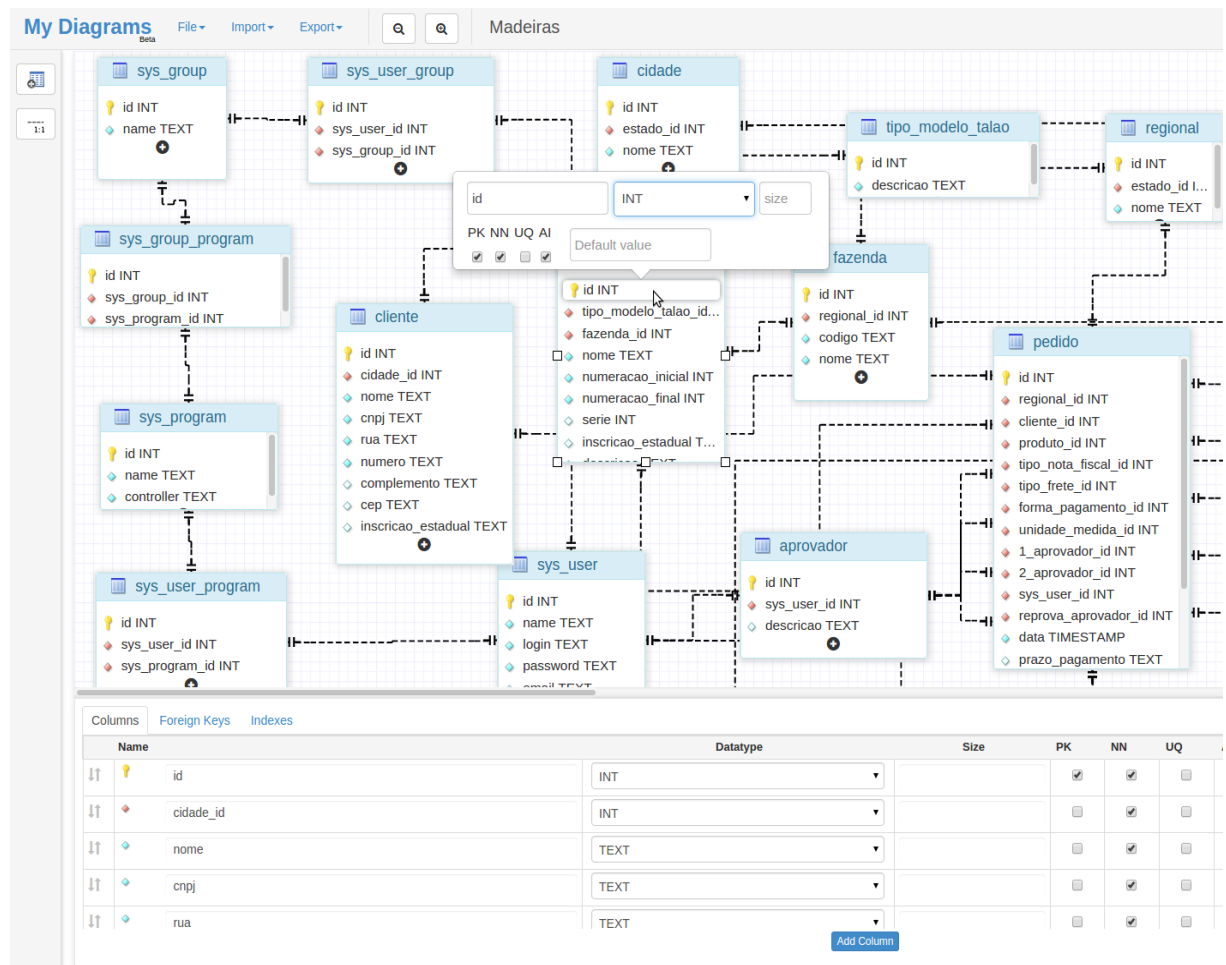 My Diagrams
Beta
File
Import
Export
Madeiras
1:1
sys_group
id INT
name TEXT
sys_user_group
id INT
sys_user_id INT
sys_group_id INT
cidade
id INT
estado_id INT
nome TEXT
tipo_modelo_talao
id INT
descricao TEXT
regional
id INT
estado_id I...
nome TEXT
id
INT
size
PK NN UQ AI
Default value
sys_group_program
id INT
sys_group_id INT
sys_program_id INT
cliente
id INT
cidade_id INT
nome TEXT
cnpj TEXT
rua TEXT
numero TEXT
complemento TEXT
cep TEXT
inscricao_estadual TEXT
id INT
tipo_modelo_talao_id...
fazenda_id INT
nome TEXT
numeracao_inicial INT
numeracao_final INT
serie INT
inscricao_estadual T...
fazenda
id INT
regional_id INT
codigo TEXT
nome TEXT
pedido
id INT
regional_id INT
cliente_id INT
produto_id INT
tipo_nota_fiscal_id INT
tipo_frete_id INT
forma_pagamento_id INT
unidade_medida_id INT
1_aprovador_id INT
2_aprovador_id INT
sys_user_id INT
reprova_aprovador_id INT
data TIMESTAMP
prazo_pagamento TEXT
sys_program
id INT
name TEXT
controller TEXT
sys_user_program
id INT
sys_user_id INT
sys_program_id INT
sys_user
id INT
name TEXT
login TEXT
password TEXT
email TEXT
aprovador
id INT
sys_user_id INT
descricao TEXT
Columns Foreign Keys Indexes
Name Datatype Size PK NN UQ
id INT
cidade_id INT
nome TEXT
cnpj TEXT
rua TEXT
Add Column